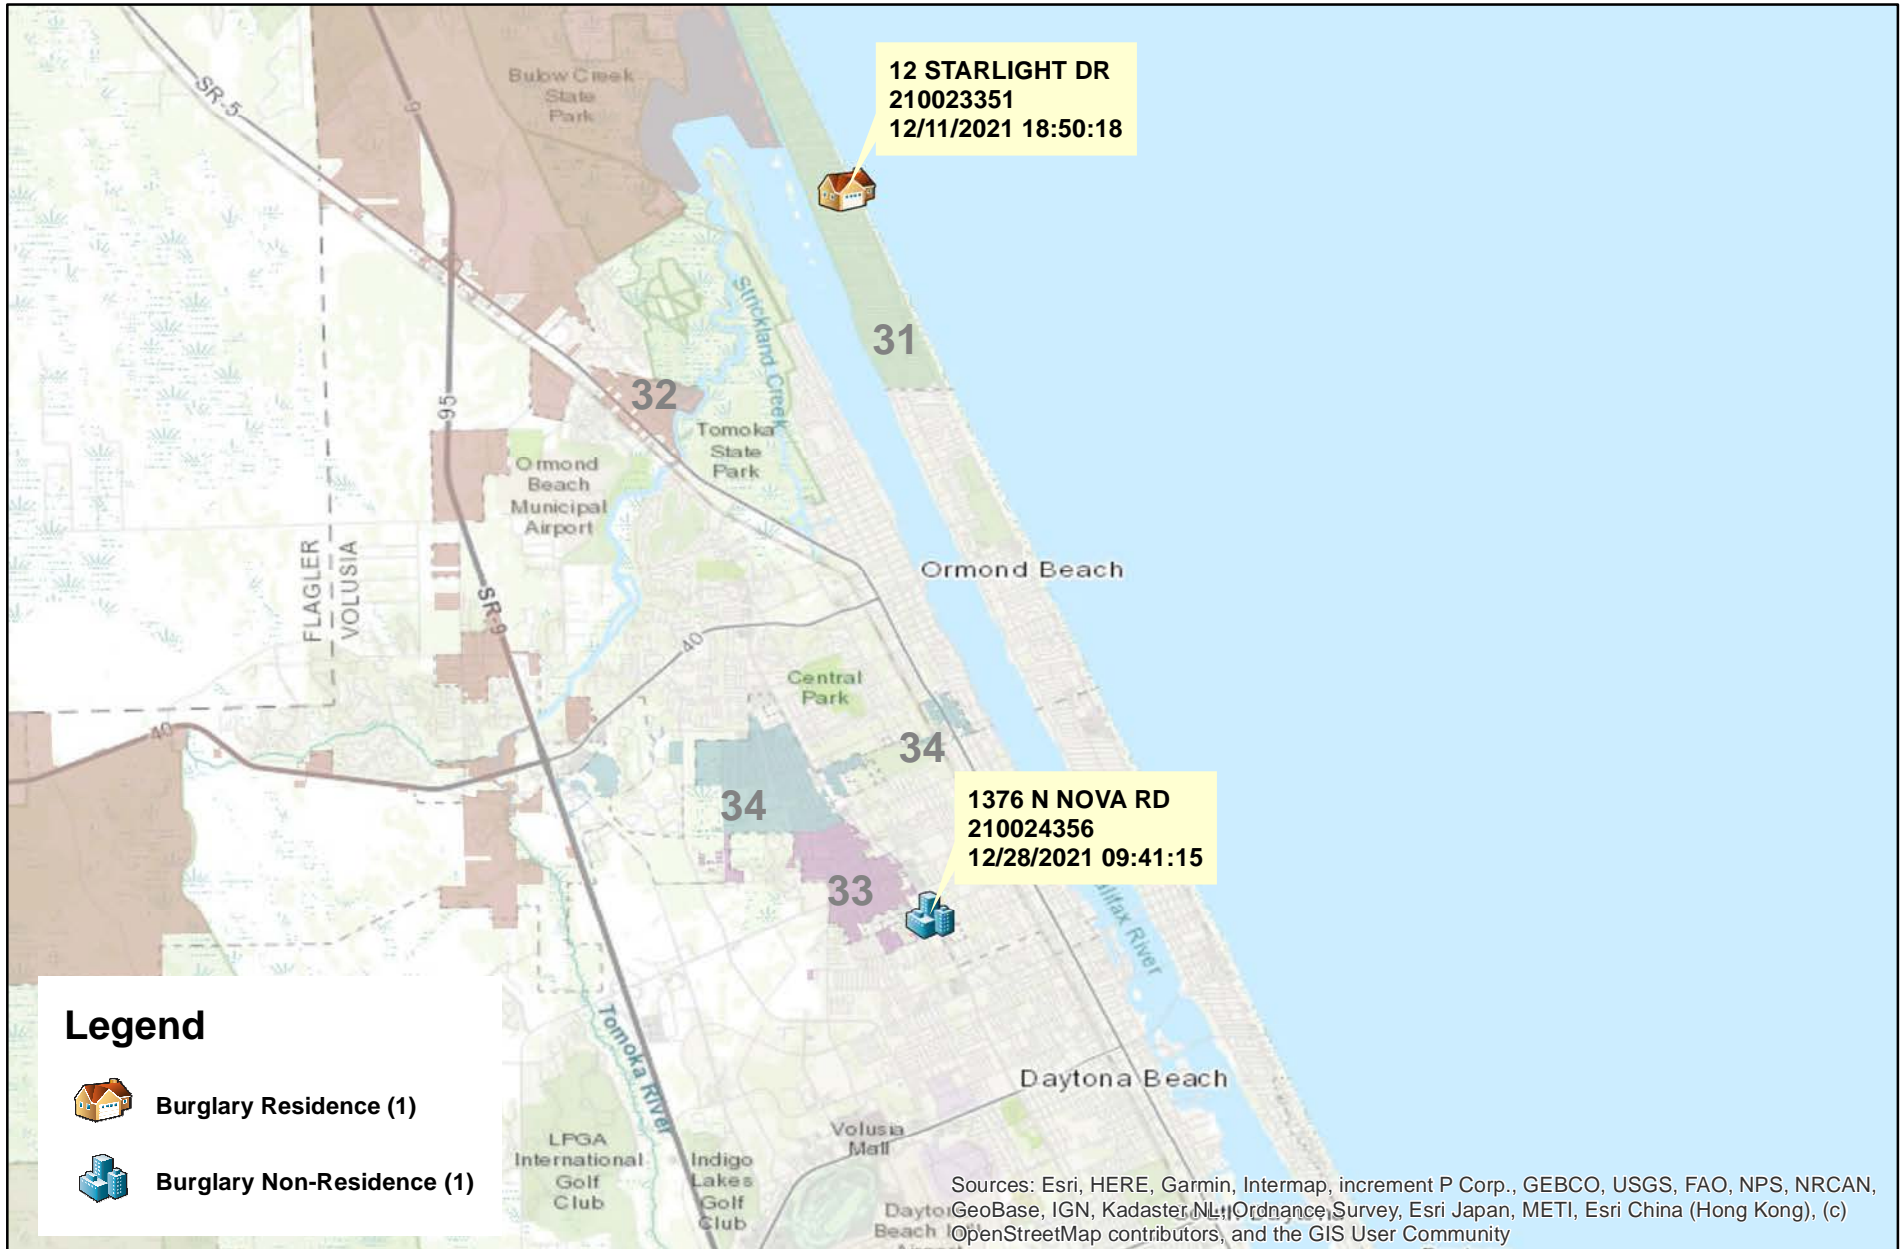 Bulow Creek
State
Park
SR-5
9
12 STARLIGHT DR
210023351
12/11/2021 18:50:18
Strickland Creek
31
32
95
Tomoka
State
Park
Ormond
Beach
Municipal
Airport
FLAGLER
VOLUSIA
SR-9
Ormond Beach
40
Central
Park
40
34
34
1376 N NOVA RD
210024356
12/28/2021 09:41:15
33
River
Tomoka River
Legend
Burglary Residence (1)
Burglary Non-Residence (1)
Daytona Beach
Volusia
Mall
LPGA
International
Golf
Club
Indigo
Lakes
Golf
Club
Beach
Sources: Esri, HERE, Garmin, Intermap, increment P Corp., GEBCO, USGS, FAO, NPS, NRCAN,
GeoBase, IGN, Kadaster NL, Ordnance Survey, Esri Japan, METI, Esri China (Hong Kong), (c)
OpenStreetMap contributors, and the GIS User Community